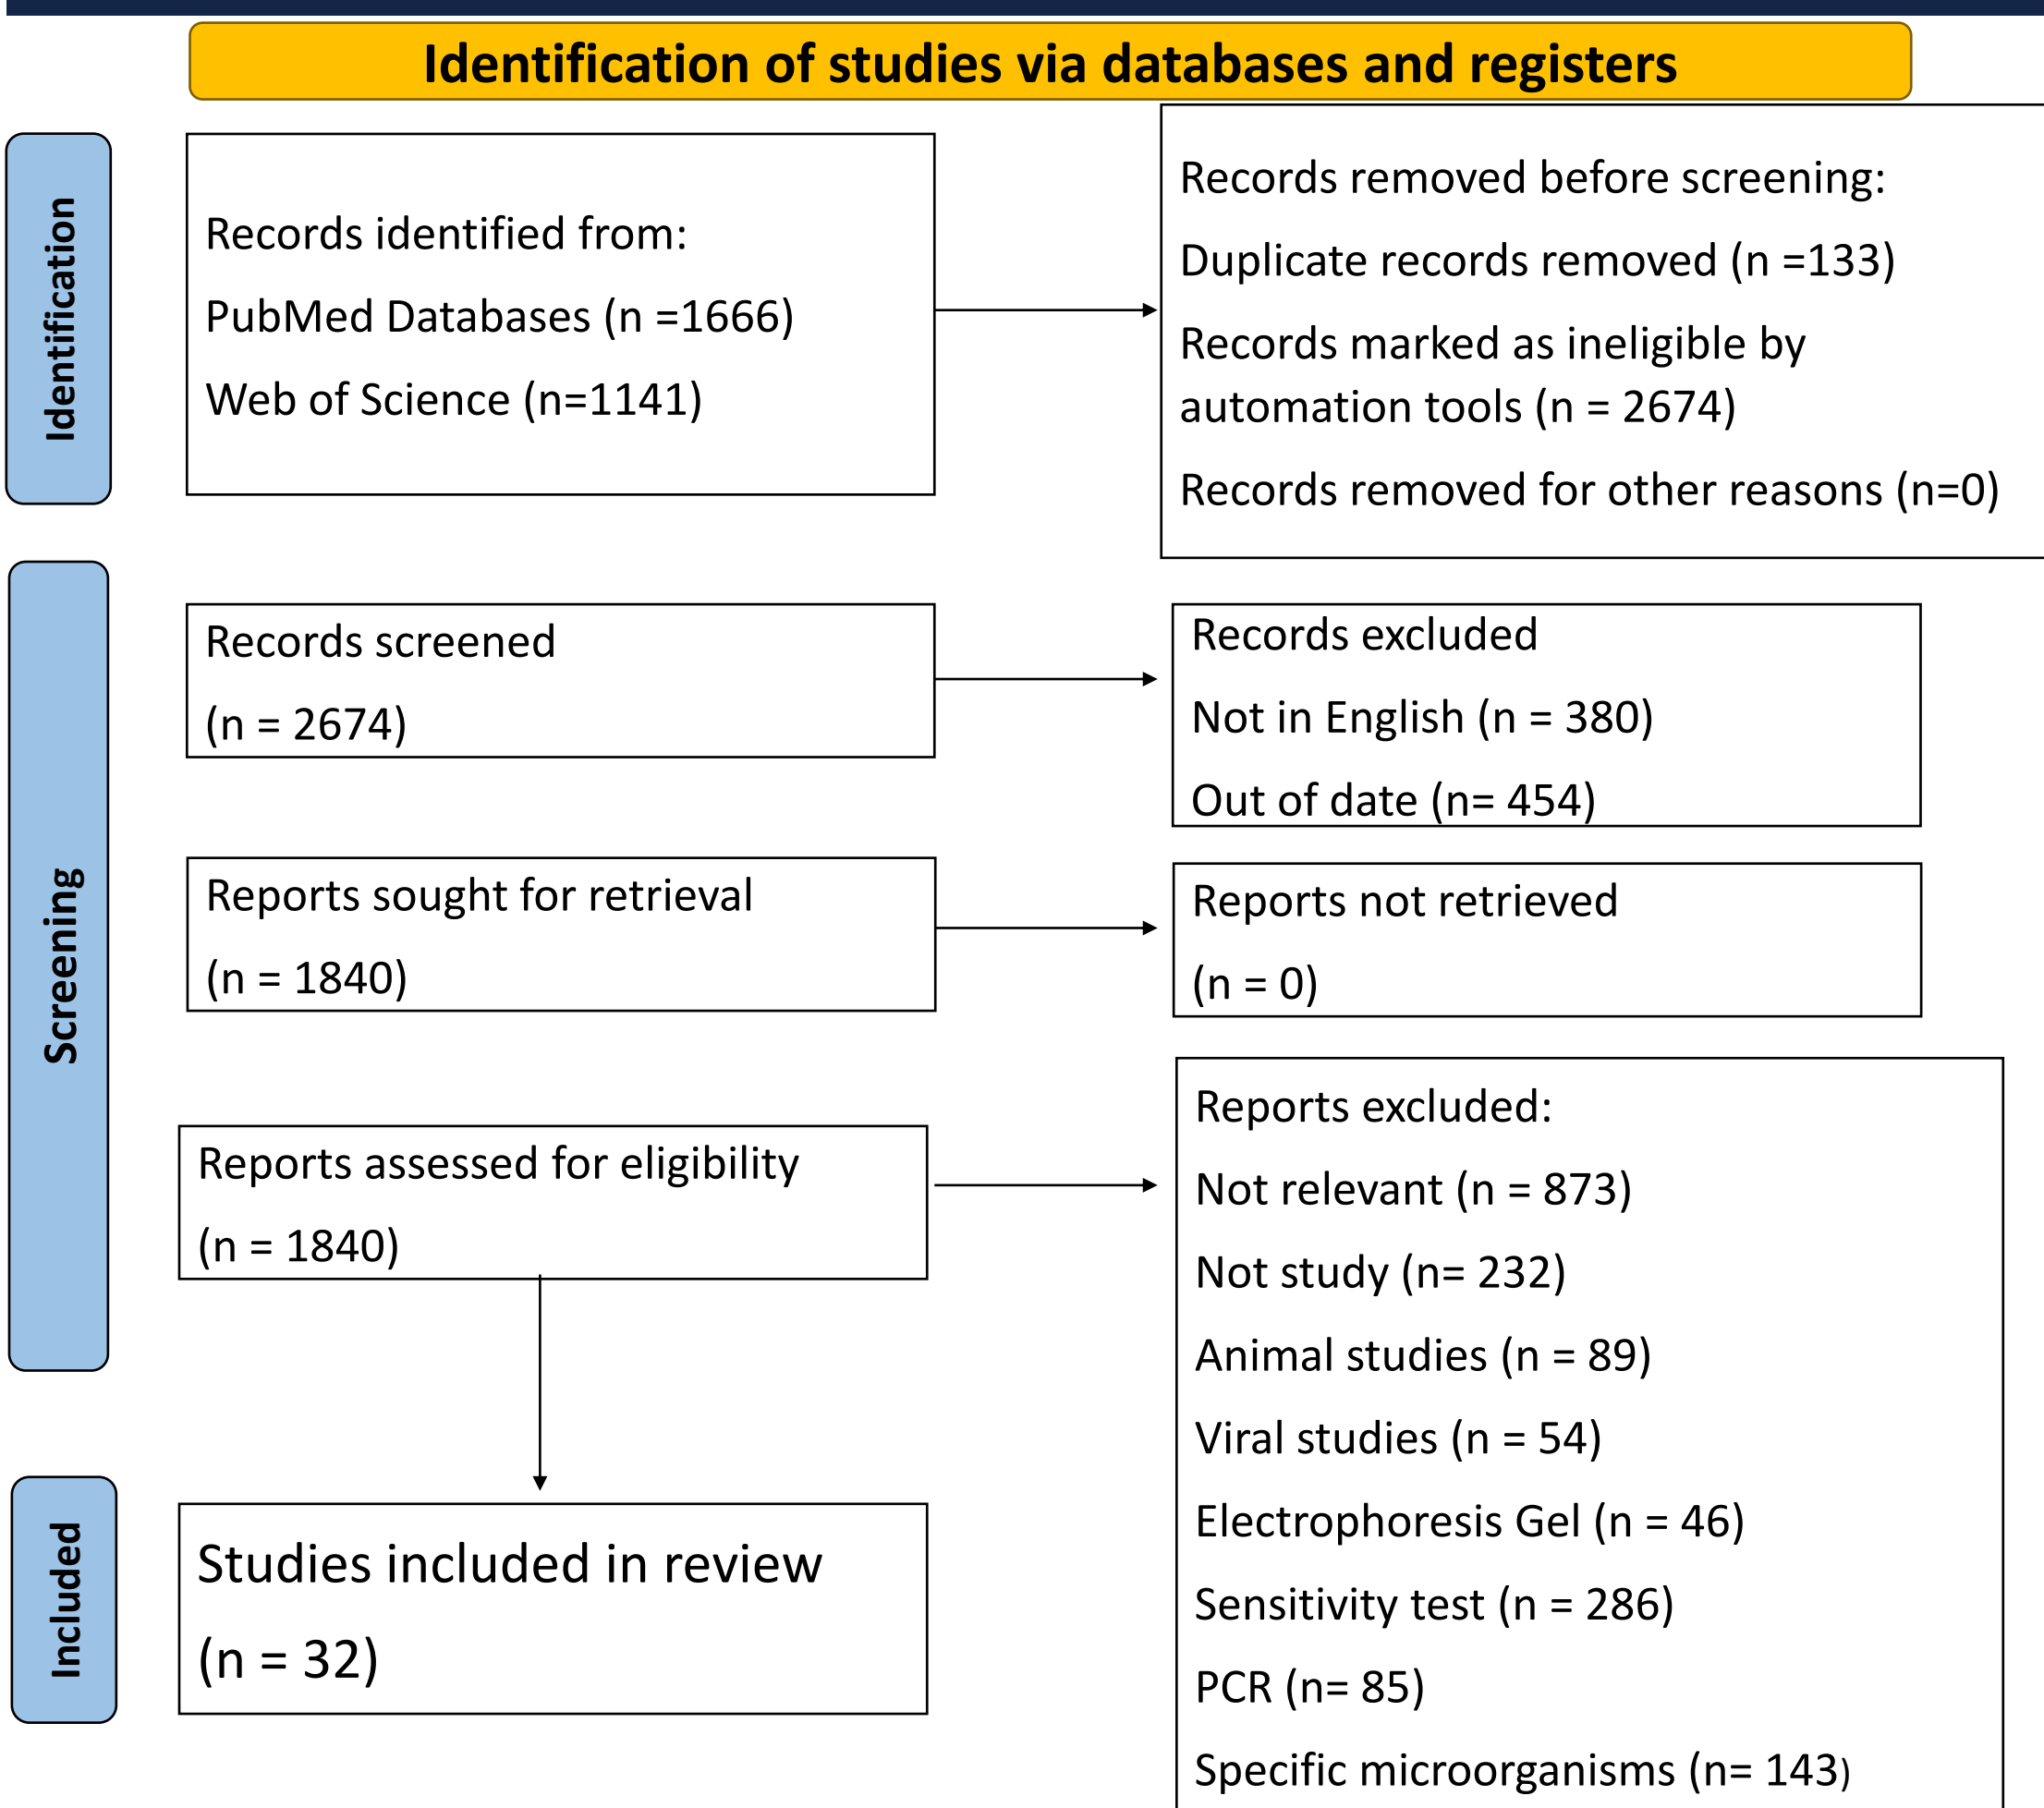 Identification of studies via databases and registers
Identification
Records identified from:
PubMed Databases (n =1666)
Web of Science (n=1141)
Records removed before screening:
Duplicate records removed (n =133)
Records marked as ineligible by
automation tools (n = 2674)
Records removed for other reasons (n=0)
Screening
Records screened
(n = 2674)
Records excluded
Not in English (n = 380)
Out of date (n= 454)
Reports sought for retrieval
(n = 1840)
Reports not retrieved
(n = 0)
Reports assessed for eligibility
(n = 1840)
Reports excluded:
Not relevant (n = 873)
Not study (n= 232)
Animal studies (n = 89)
Viral studies (n = 54)
Electrophoresis Gel (n = 46)
Sensitivity test (n = 286)
PCR (n= 85)
Specific microorganisms (n= 143)
Included
Studies included in review
(n = 32)